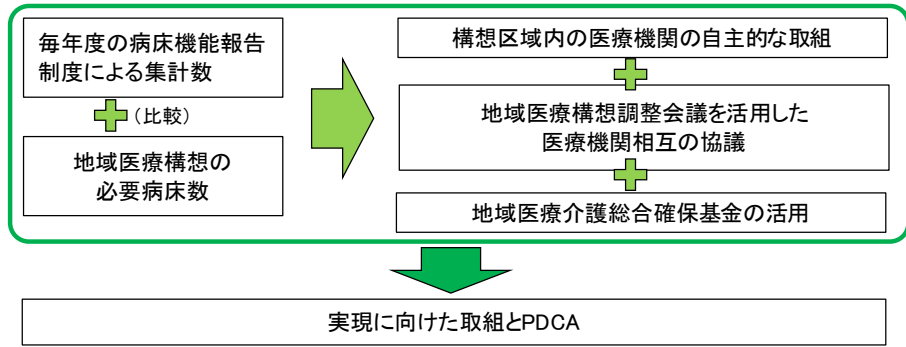 毎年度の病床機能報告
制度による集計数
（比較）
地域医療構想の
必要病床数
構想区域内の医療機関の自主的な取組
地域医療構想調整会議を活用した
医療機関相互の協議
地域医療介護総合確保基金の活用
実現に向けた取組とPDCA